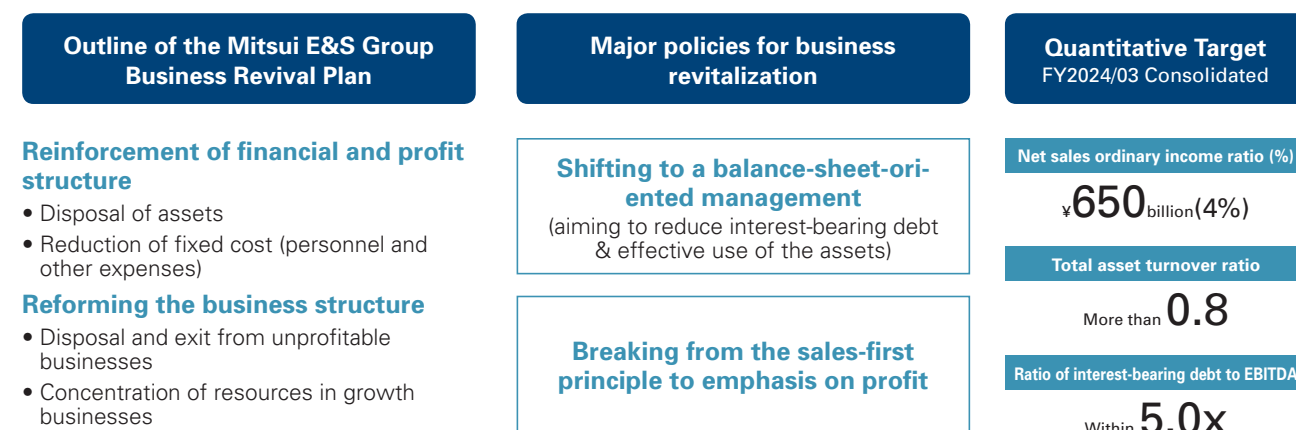 Outline of the Mitsui E&S Group
Business Revival Plan
Reinforcement of financial and profit
structure
• Disposal of assets
• Reduction of fixed cost (personnel and
other expenses)
Reforming the business structure
• Disposal and exit from unprofitable
businesses
• Concentration of resources in growth
businesses
Major policies for business
revitalization
Shifting to a balance-sheet-ori-
ented management
(aiming to reduce interest-bearing debt
& effective use of the assets)
Breaking from the sales-first
principle to emphasis on profit
Quantitative Target
FY2024/03 Consolidated
Net sales ordinary income ratio (%)
¥650billion(4%)
Total asset turnover ratio
More than 0.8
Ratio of interest-bearing debt to EBITDA
Within 5.0x